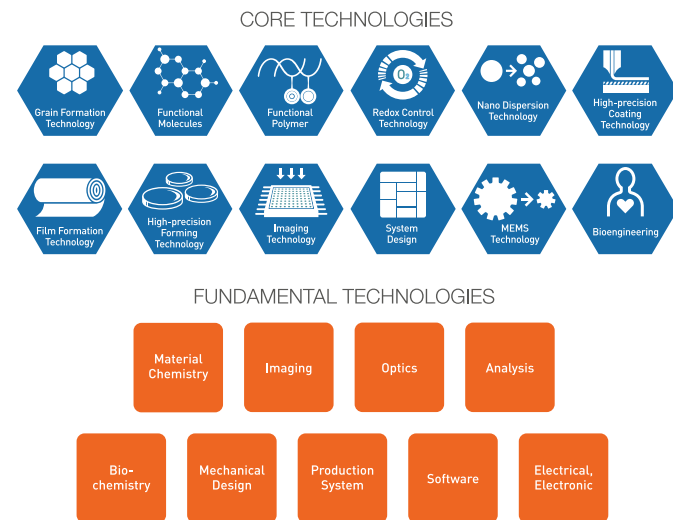 CORE TECHNOLOGIES
Grain Formation
Technology
Functional
Molecules
Functional
Polymer
O₂
Redox Control
Technology
Nano Dispersion
Technology
High-precision
Coating
Technology
Film Formation
Technology
High-precision
Forming
Technology
Imaging
Technology
System
Design
MEMS
Technology
Bioengineering
FUNDAMENTAL TECHNOLOGIES
Material
Chemistry
Imaging
Optics
Analysis
Bio-
chemistry
Mechanical
Design
Production
System
Software
Electrical,
Electronic